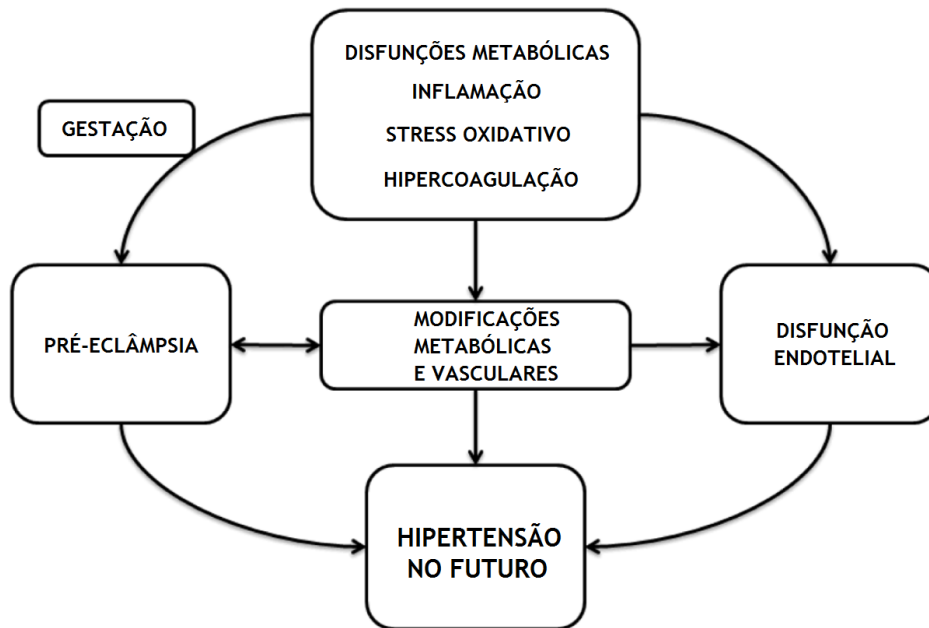 DISFUNÇÕES METABÓLICAS
INFLAMAÇÃO
STRESS OXIDATIVO
HIPERCOAGULAÇÃO
GESTAÇÃO
PRÉ-ECLÂMPSIA
MODIFICAÇÕES
METABÓLICAS
E VASCULARES
DISFUNÇÃO
ENDOTELIAL
HIPERTENSÃO
NO FUTURO